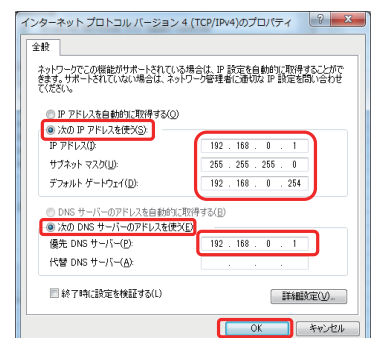 インターネット プロトコル バージョン 4 (TCP/IPv4)のプロパティ
全般
ネットワークでこの機能がサポートされている場合は、IP 設定を自動的に取得することがで
きます。サポートされていない場合は、ネットワーク管理者に適切な IP 設定を問い合わせ
てください。
IP アドレスを自動的に取得する(O)
次の IP アドレスを使う(S):
IP アドレス(I): 192 . 168 . 0 . 1
サブネット マスク(U): 255 . 255 . 255 . 0
デフォルト ゲートウェイ(D): 192 . 168 . 0 . 254
DNS サーバーのアドレスを自動的に取得する(B)
次の DNS サーバーのアドレスを使う(E):
優先 DNS サーバー(P): 192 . 168 . 0 . 1
代替 DNS サーバー(A): . . .
終了時に設定を検証する(L)
詳細設定(V)...
OK キャンセル